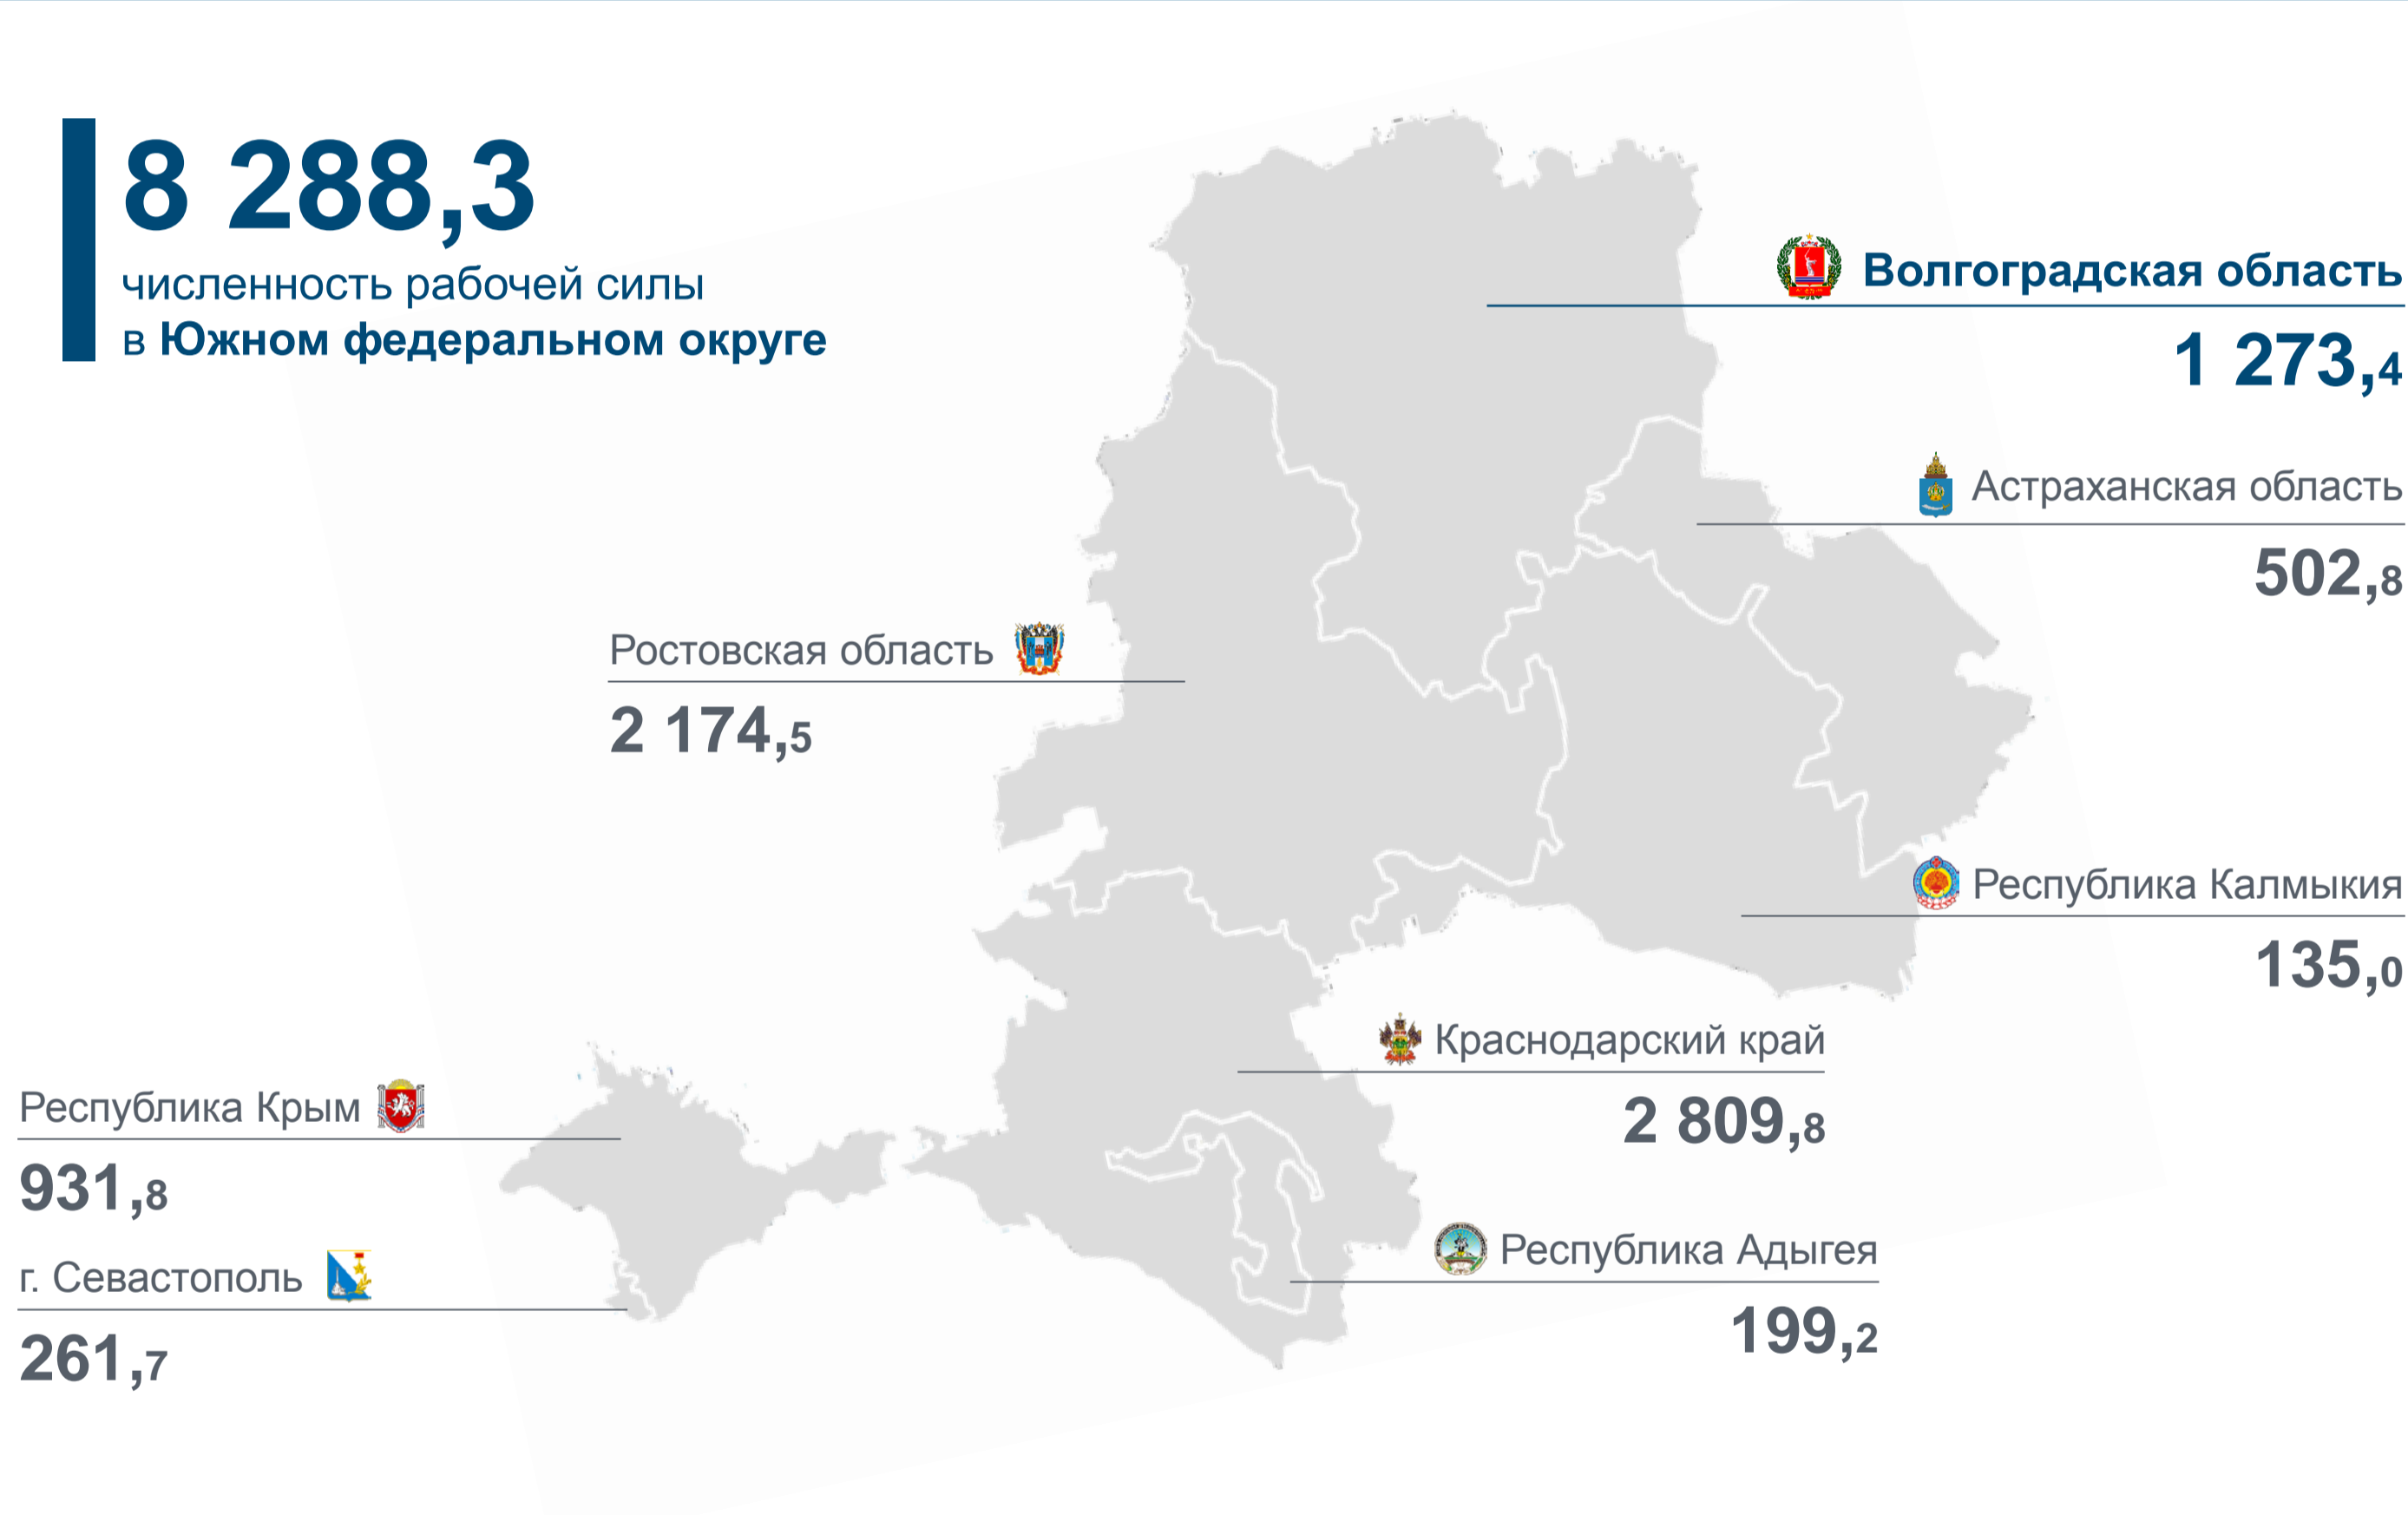 8 288,3
численность рабочей силы
в Южном федеральном округе
Волгоградская область
1 273,4
Астраханская область
502,8
Ростовская область
2 174,5
Республика Калмыкия
135,0
Краснодарский край
2 809,8
Республика Крым
931,8
Республика Адыгея
199,2
г. Севастополь
261,7